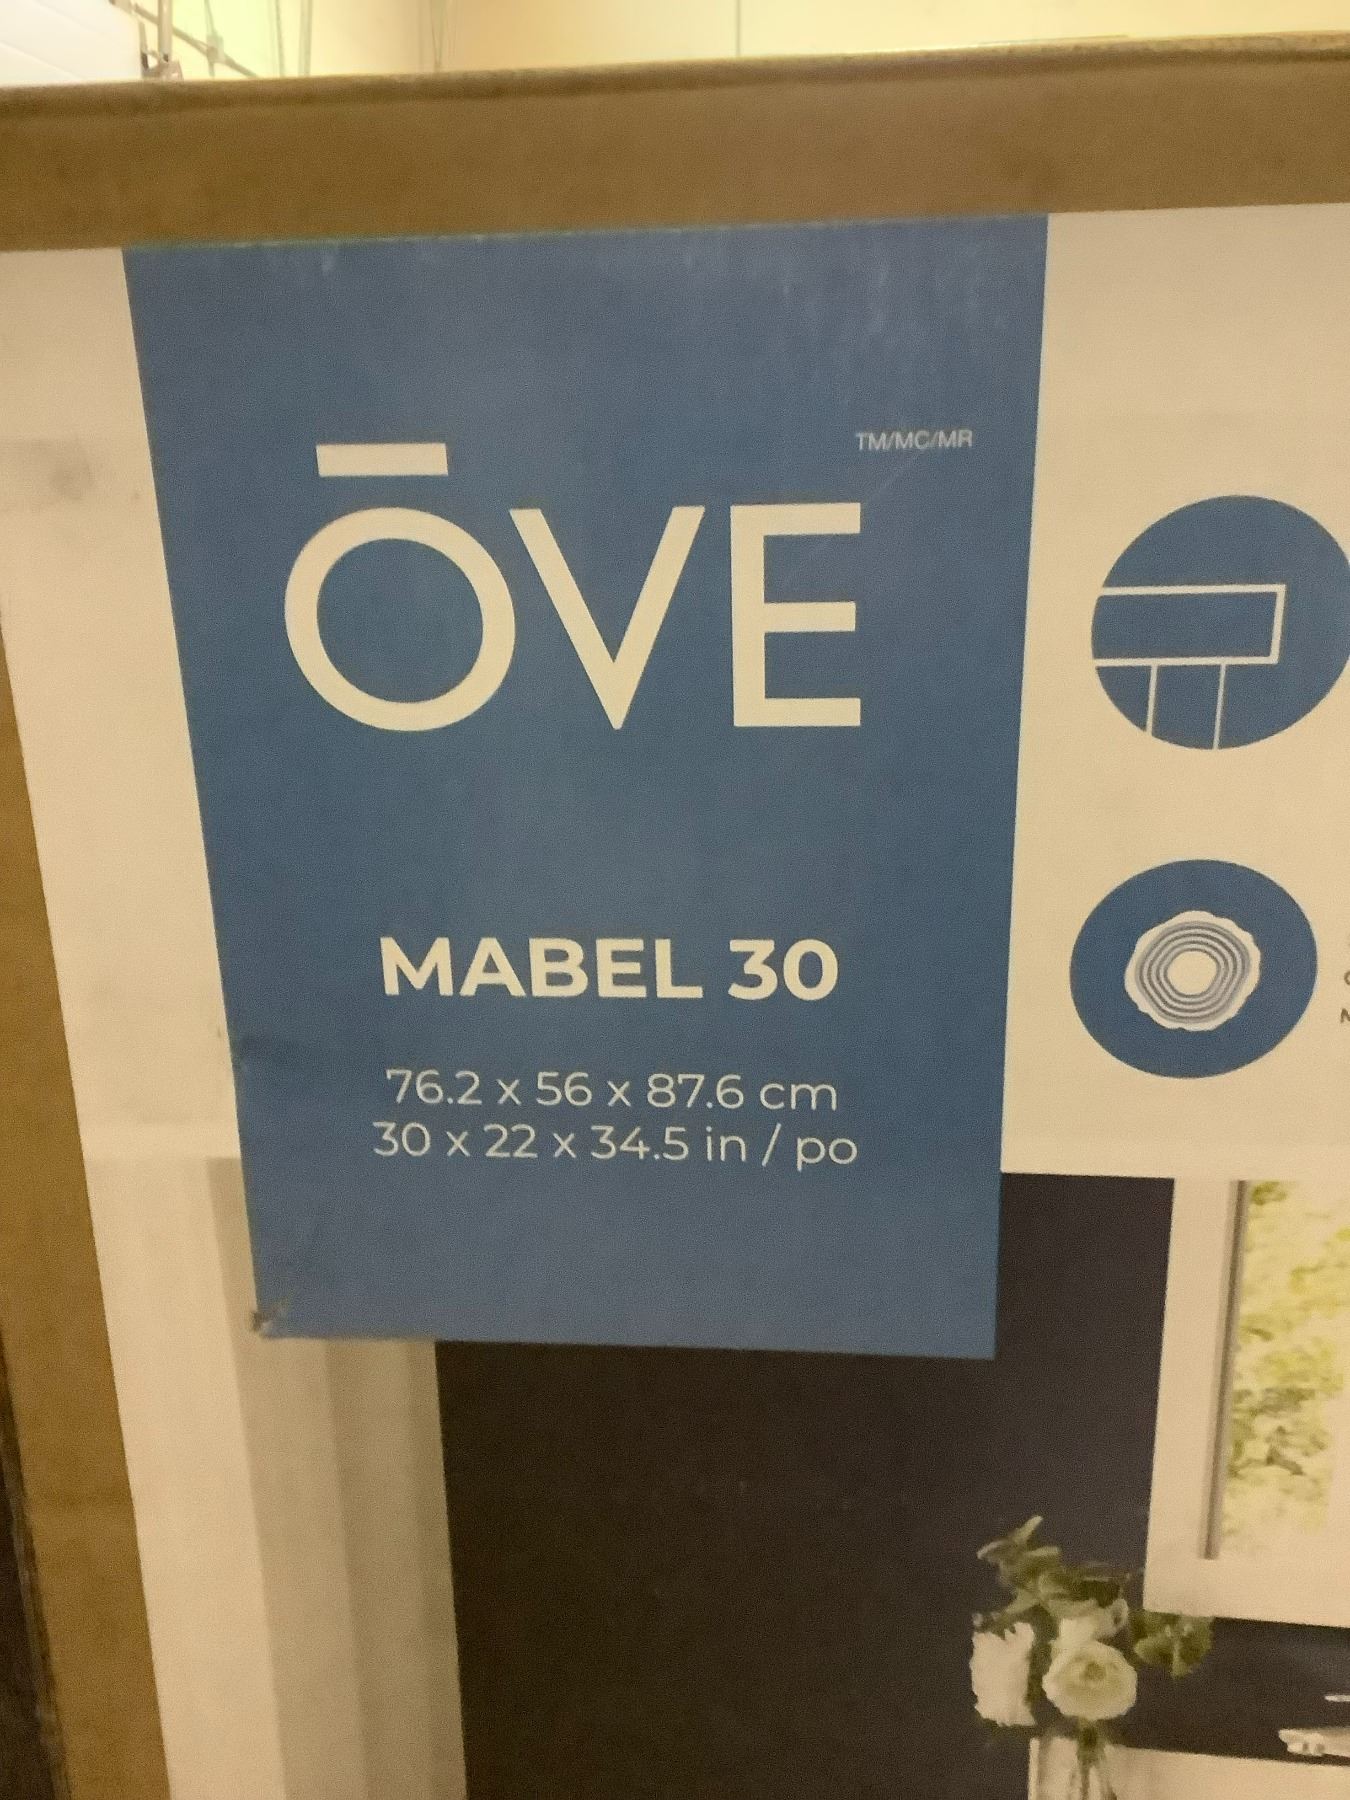 ŌVE
TM/MC/MR
MABEL 30
76.2 x 56 x 87.6 cm
30 x 22 x 34.5 in / po